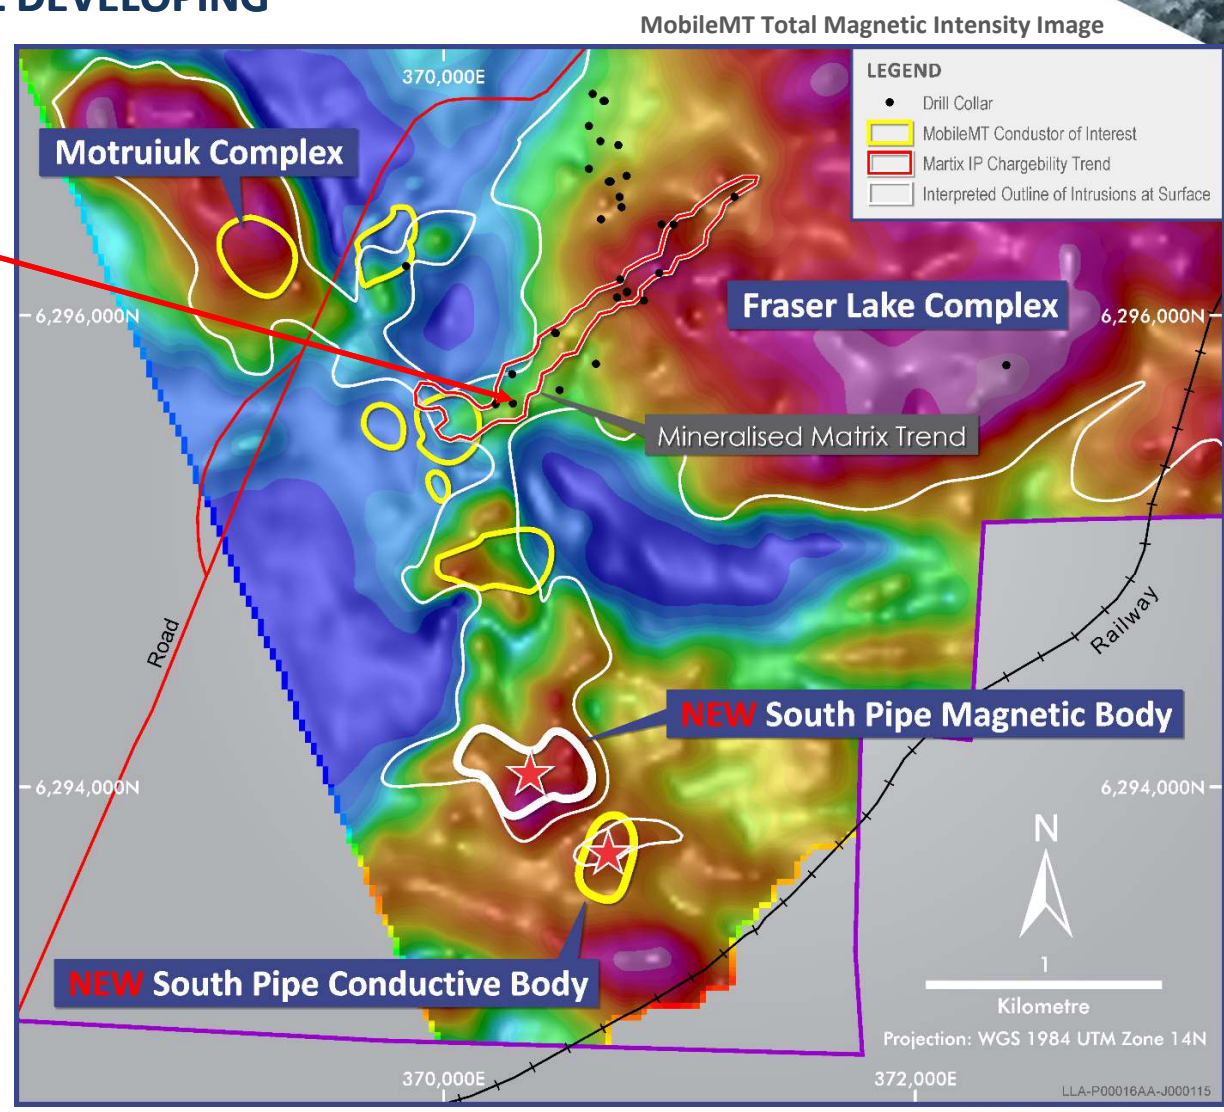 DEVELOPING
MobileMT Total Magnetic Intensity Image
370,000E
LEGEND
Drill Collar
MobileMT Condustor of Interest
Martix IP Chargebility Trend
Interpreted Outline of Intrusions at Surface
Motruiuk Complex
Fraser Lake Complex
6,296,000N
6,296,000N
Mineralised Matrix Trend
Road
Railway
NEW South Pipe Magnetic Body
6,294,000N
6,294,000N
N
NEW South Pipe Conductive Body
1
Kilometre
Projection: WGS 1984 UTM Zone 14N
370,000E
372,000E
LLA-P00016AA-J000115